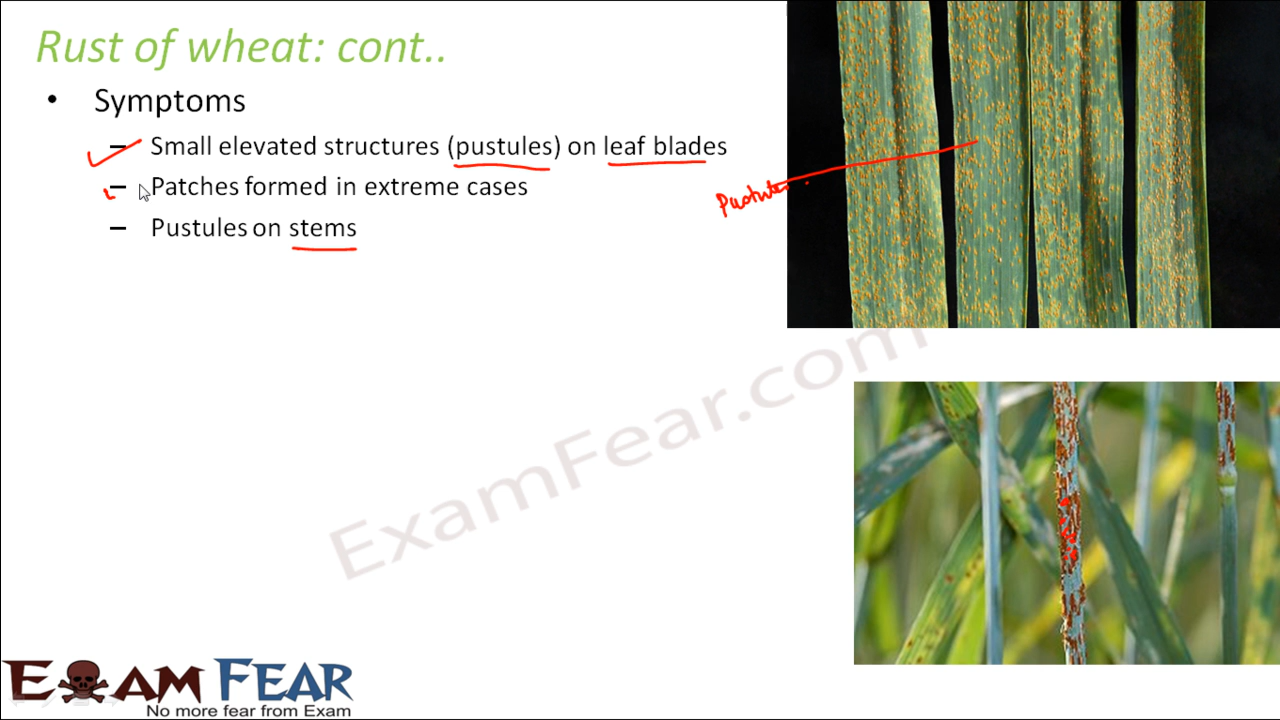 Rust of wheat: cont..
• Symptoms
– Small elevated structures (pustules) on leaf blades
– Patches formed in extreme cases
– Pustules on stems
Pustules
ExamFear.com
EXAM FEAR
No more fear from Exam